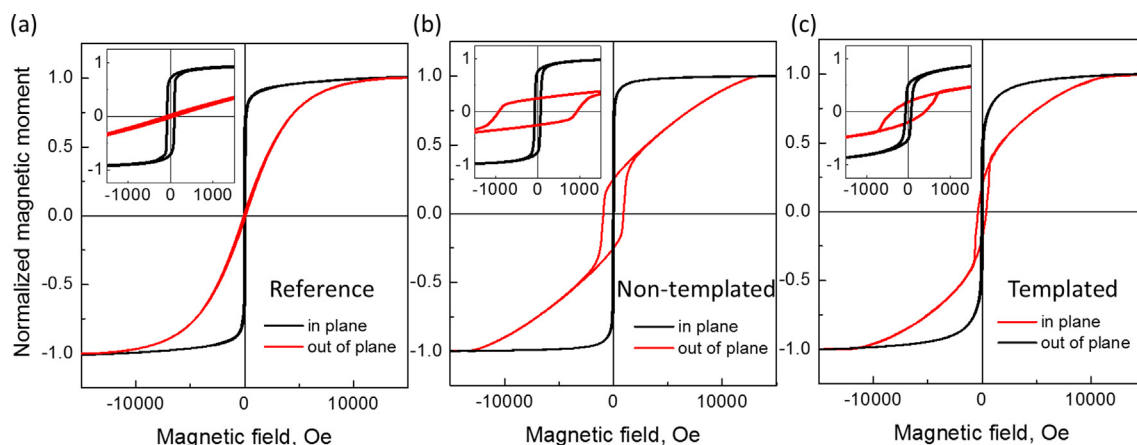 (a)
(b)
(c)
Normalized magnetic moment
1.0
0.5
0.0
-0.5
-1.0
1
0
-1
-1000 0 1000
Reference
in plane
out of plane
-10000 0 10000
Magnetic field, Oe
1.0
0.5
0.0
-0.5
-1.0
1
0
-1
-1000 0 1000
Non-templated
in plane
out of plane
-10000 0 10000
Magnetic field, Oe
1.0
0.5
0.0
-0.5
-1.0
1
0
-1
-1000 0 1000
Templated
in plane
out of plane
-10000 0 10000
Magnetic field, Oe